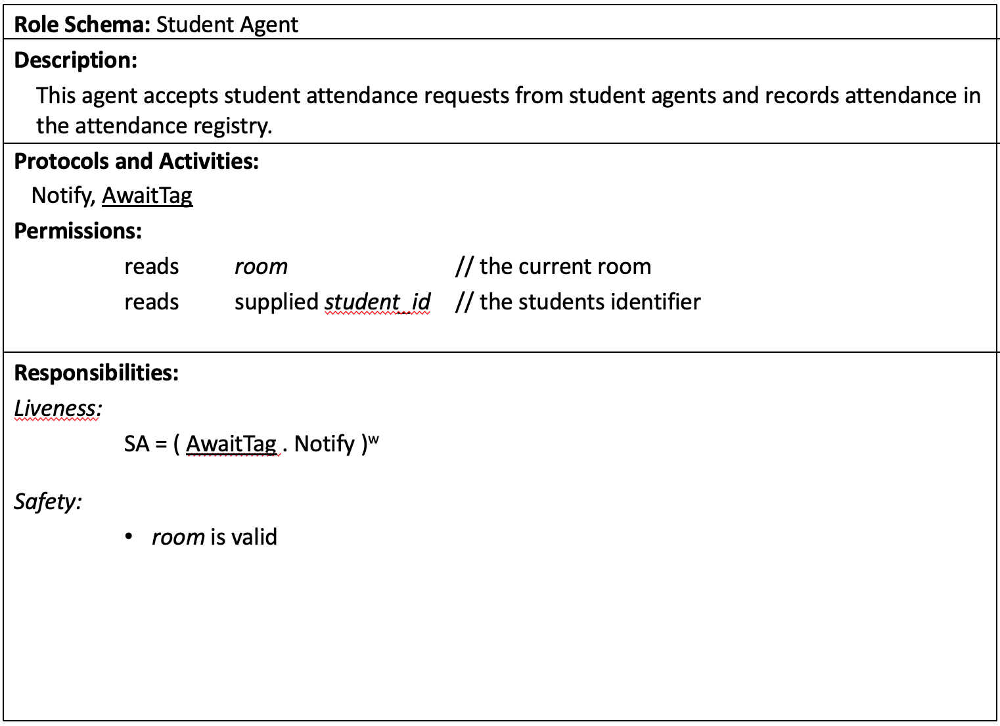 Role Schema: Student Agent
Description:
This agent accepts student attendance requests from student agents and records attendance in
the attendance registry.
Protocols and Activities:
Notify, AwaitTag
Permissions:
reads room // the current room
reads supplied student_id // the students identifier
Responsibilities:
Liveness:
SA = ( AwaitTag . Notify )ʷ
Safety:
• room is valid